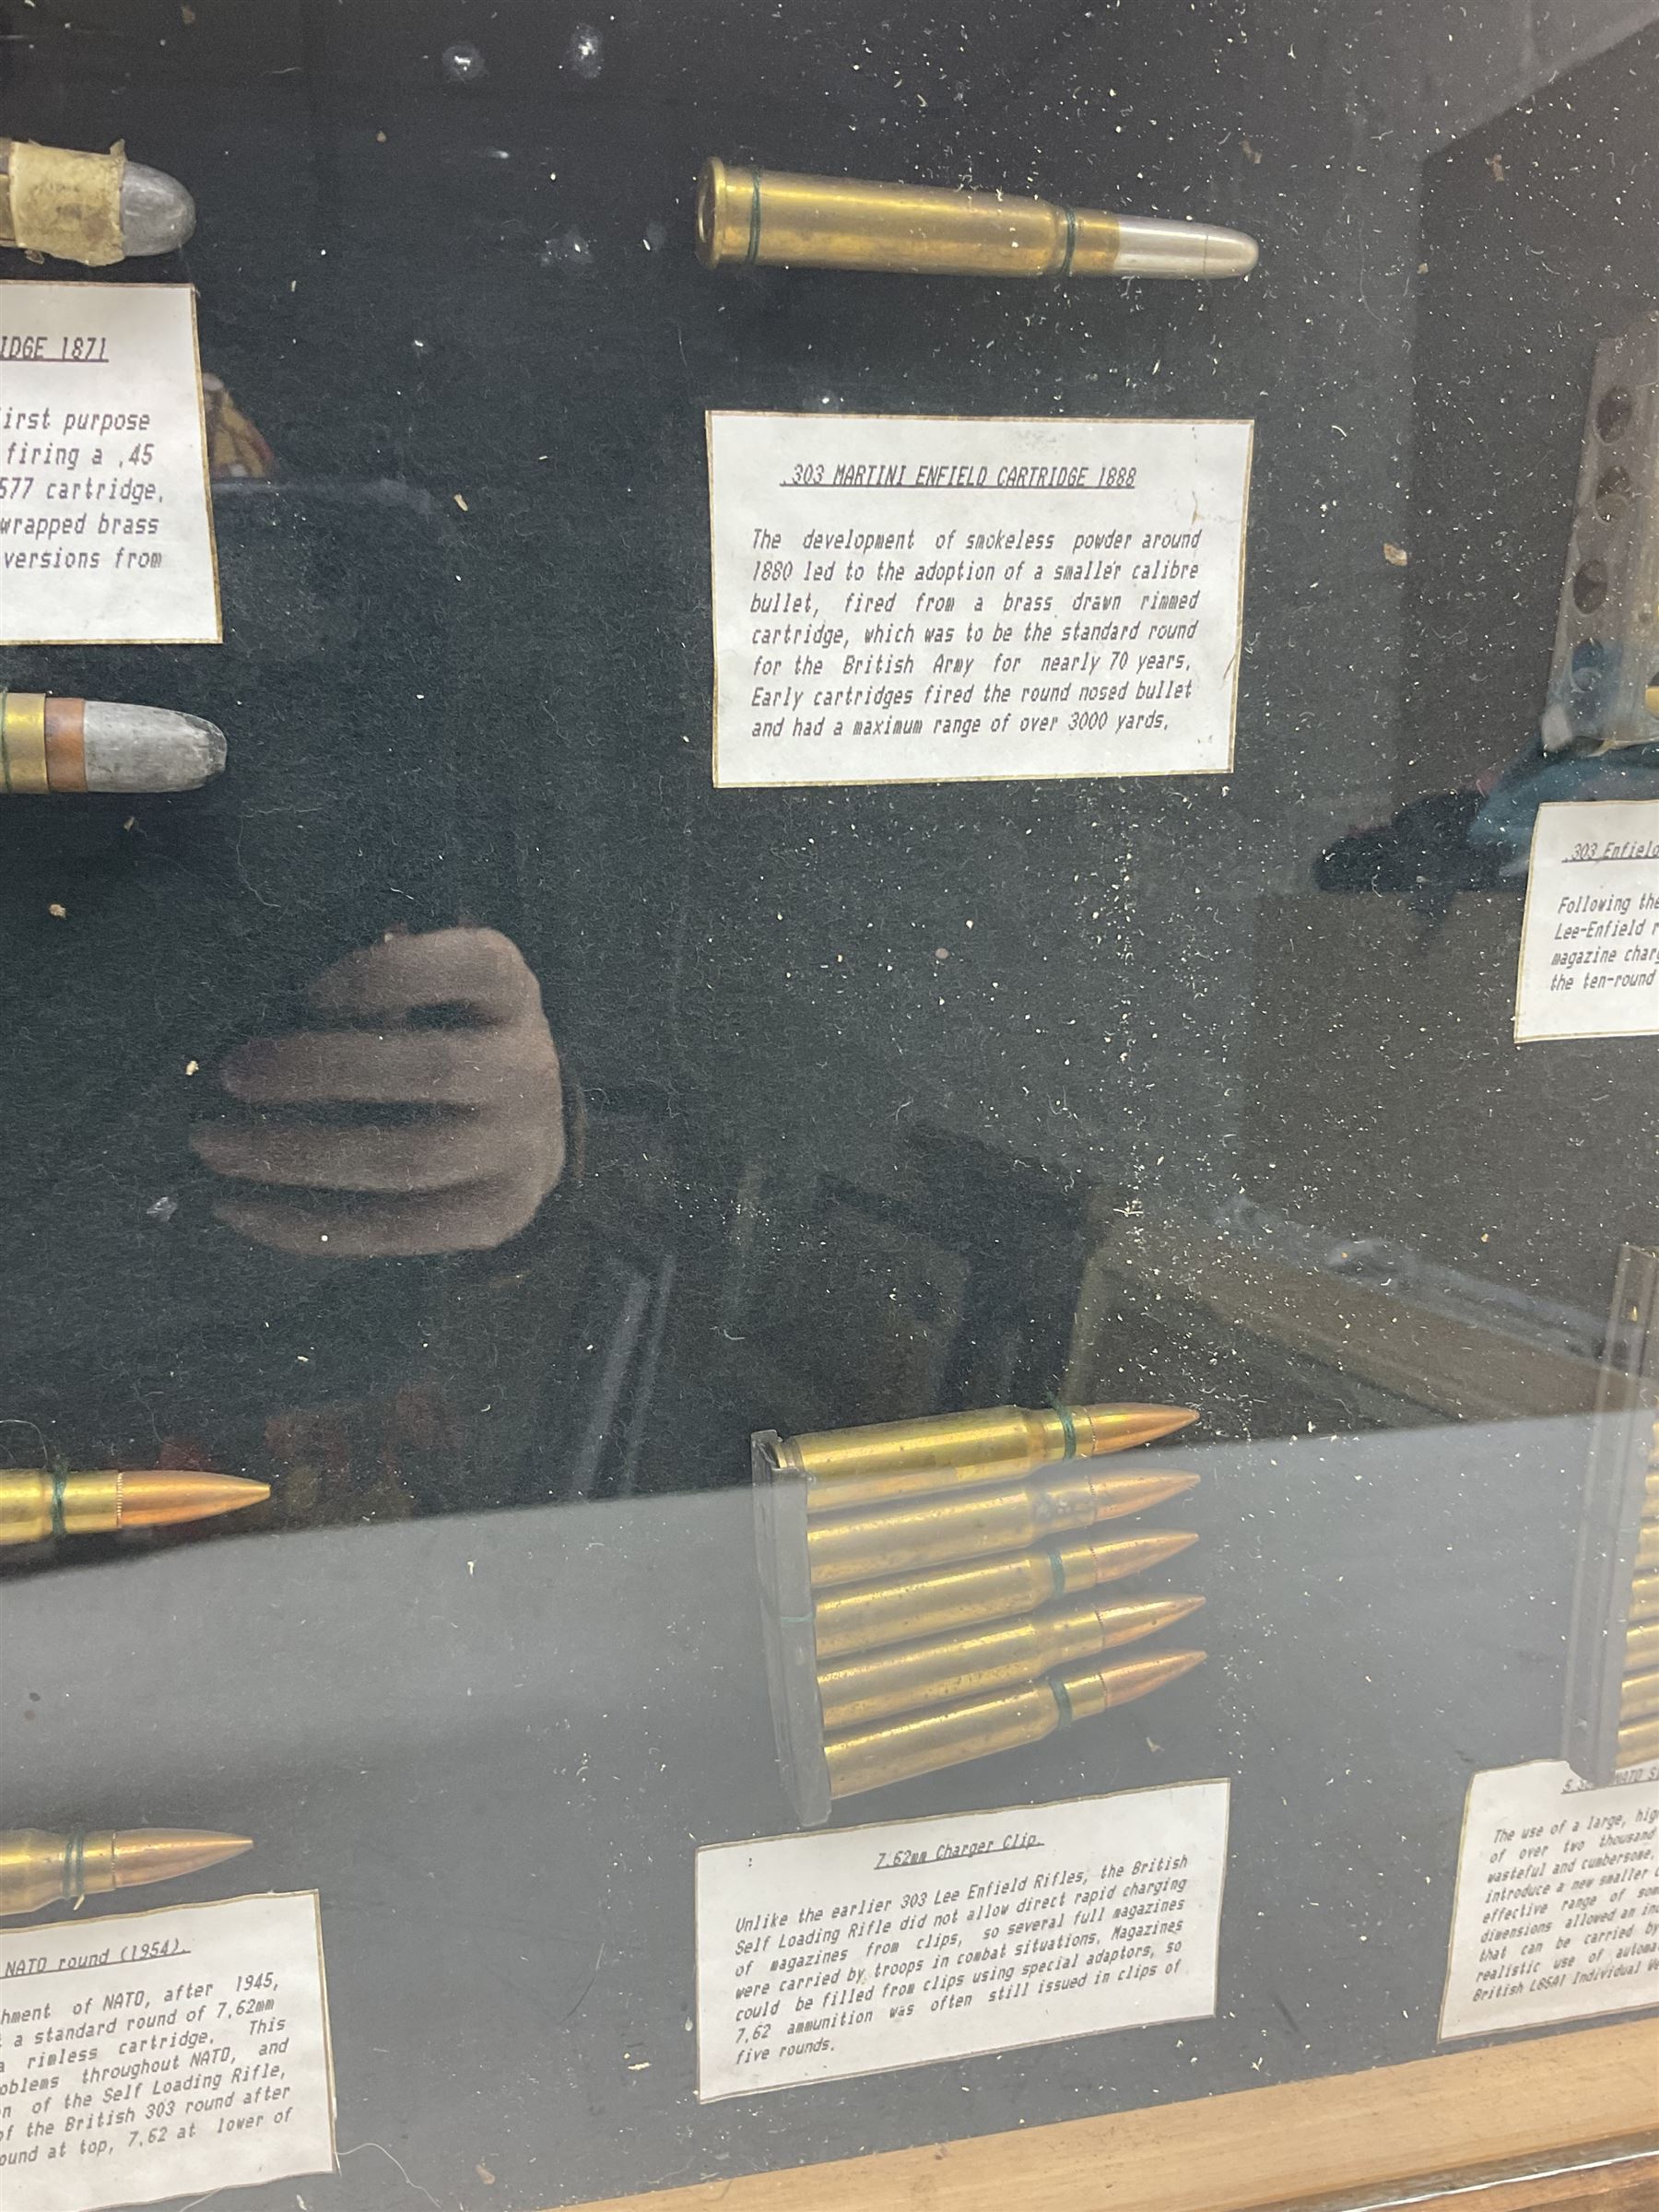 IDGE 1871
first purpose
firing a .45
577 cartridge,
wrapped brass
versions from
.303 MARTINI ENFIELD CARTRIDGE 1888
The development of smokeless powder around
1880 led to the adoption of a smaller calibre
bullet, fired from a brass drawn rimmed
cartridge, which was to be the standard round
for the British Army for nearly 70 years.
Early cartridges fired the round nosed bullet
and had a maximum range of over 3000 yards.
.303 Enfield
Following the
Lee-Enfield r
magazine charg
the ten-round
NATO round (1954).
hment of NATO, after 1945,
a standard round of 7.62mm
a rimless cartridge. This
oblems throughout NATO, and
n of the Self Loading Rifle,
of the British 303 round after
ound at top, 7.62 at lower of
7.62mm Charger Clip.
Unlike the earlier 303 Lee Enfield Rifles, the British
Self Loading Rifle did not allow direct rapid charging
of magazines from clips, so several full magazines
were carried by troops in combat situations. Magazines
could be filled from clips using special adaptors, so
7.62 ammunition was often still issued in clips of
five rounds.
NATO
The use of a large, hig
of over two thousand
wasteful and cumbersome.
introduce a new smaller
effective range of som
dimensions allowed an in
that can be carried by
realistic use of automa
British L85A1 Individual We